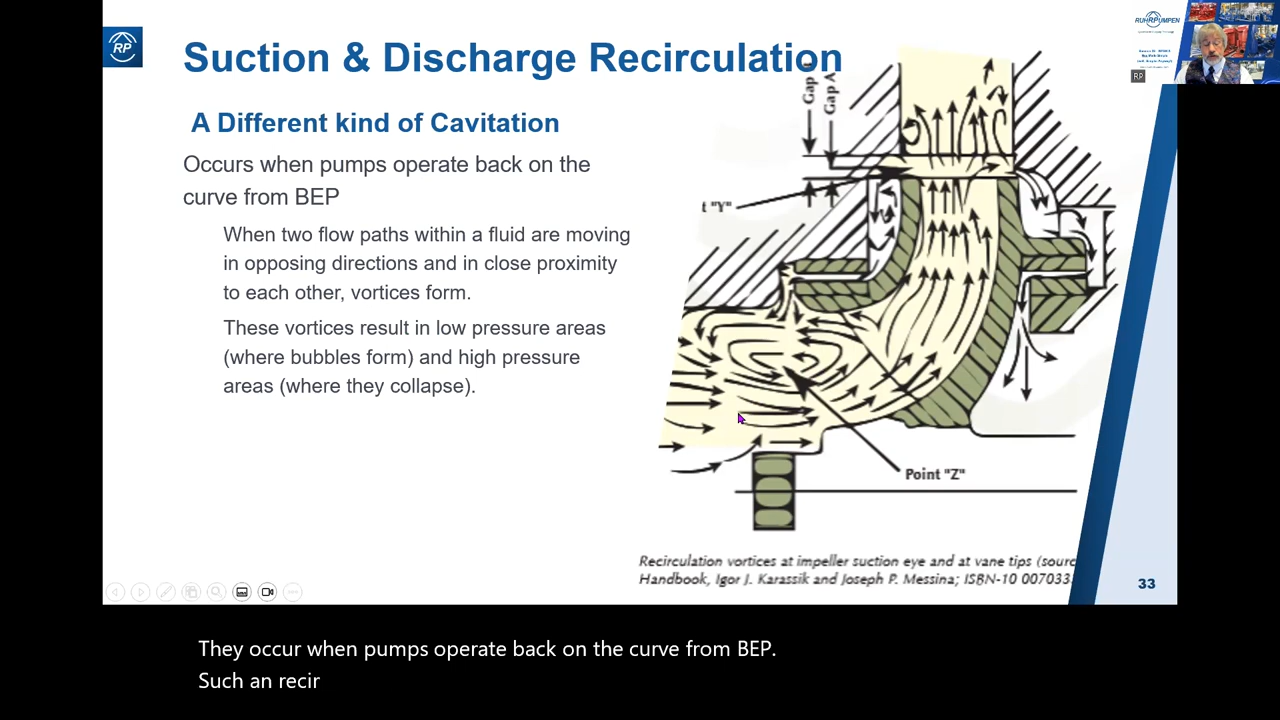 RP
Suction & Discharge Recirculation
A Different kind of Cavitation
Occurs when pumps operate back on the
curve from BEP
When two flow paths within a fluid are moving
in opposing directions and in close proximity
to each other, vortices form.
These vortices result in low pressure areas
(where bubbles form) and high pressure
areas (where they collapse).
Gap
Gap A
t "Y"
Point "Z"
Recirculation vortices at impeller suction eye and at vane tips (sourc
Handbook, Igor J. Karassik and Joseph P. Messina; ISBN-10 007033
33
RUHRPUMPEN
RP
They occur when pumps operate back on the curve from BEP.
Such an recir